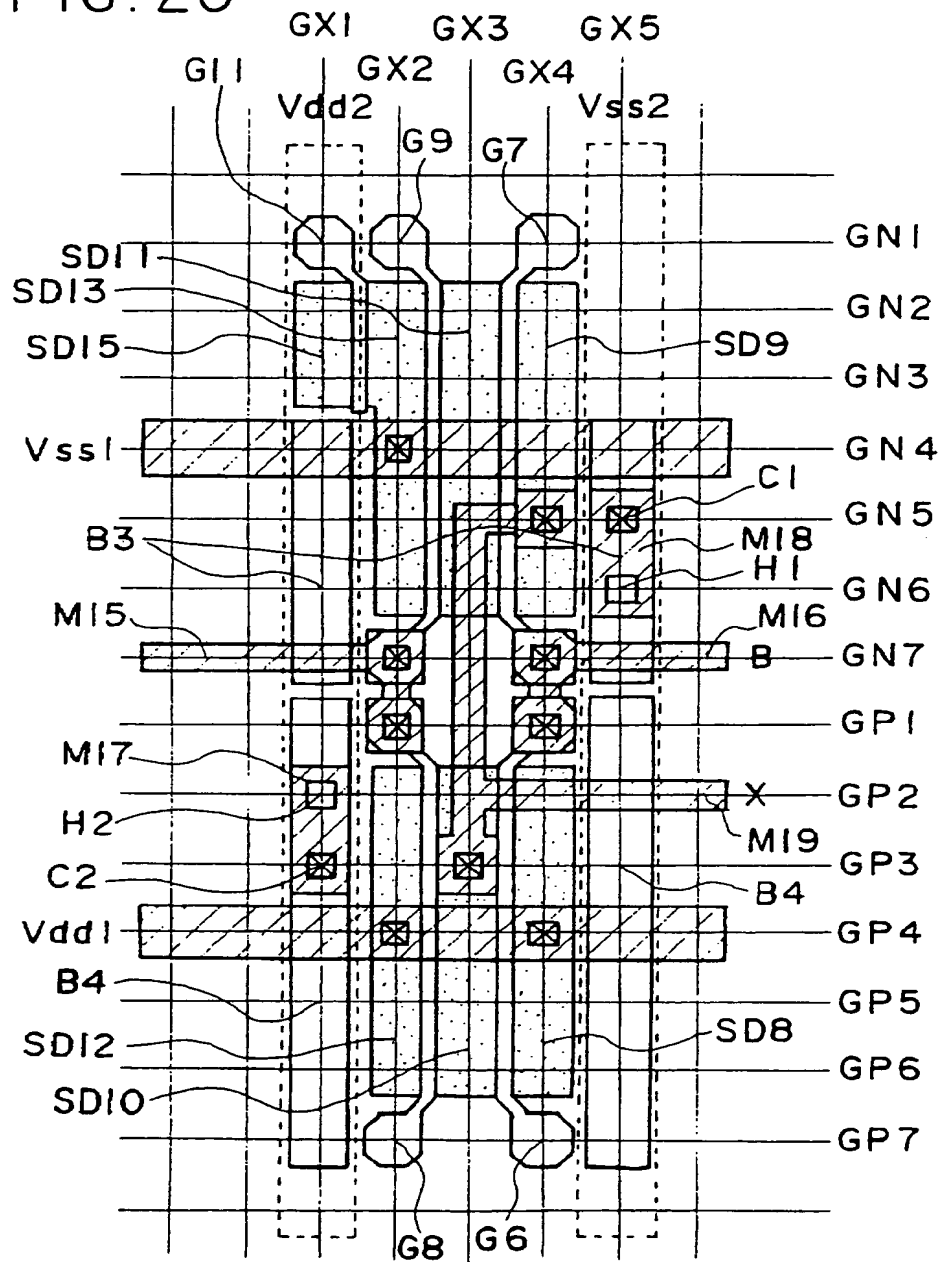 FIG. 20
GX1 GX3 GX5
G11 GX2 GX4
Vdd2 Vss2
G9 G7
GN1
SD11
SD13 GN2
SD15 SD9
GN3
Vss1 GN4
C1
GN5
B3 M18
H1
GN6
M15 M16
B GN7
GP1
M17
X GP2
H2 M19
C2 GP3
B4
Vdd1 GP4
B4 GP5
SD12 SD8
GP6
SD10
GP7
G8 G6